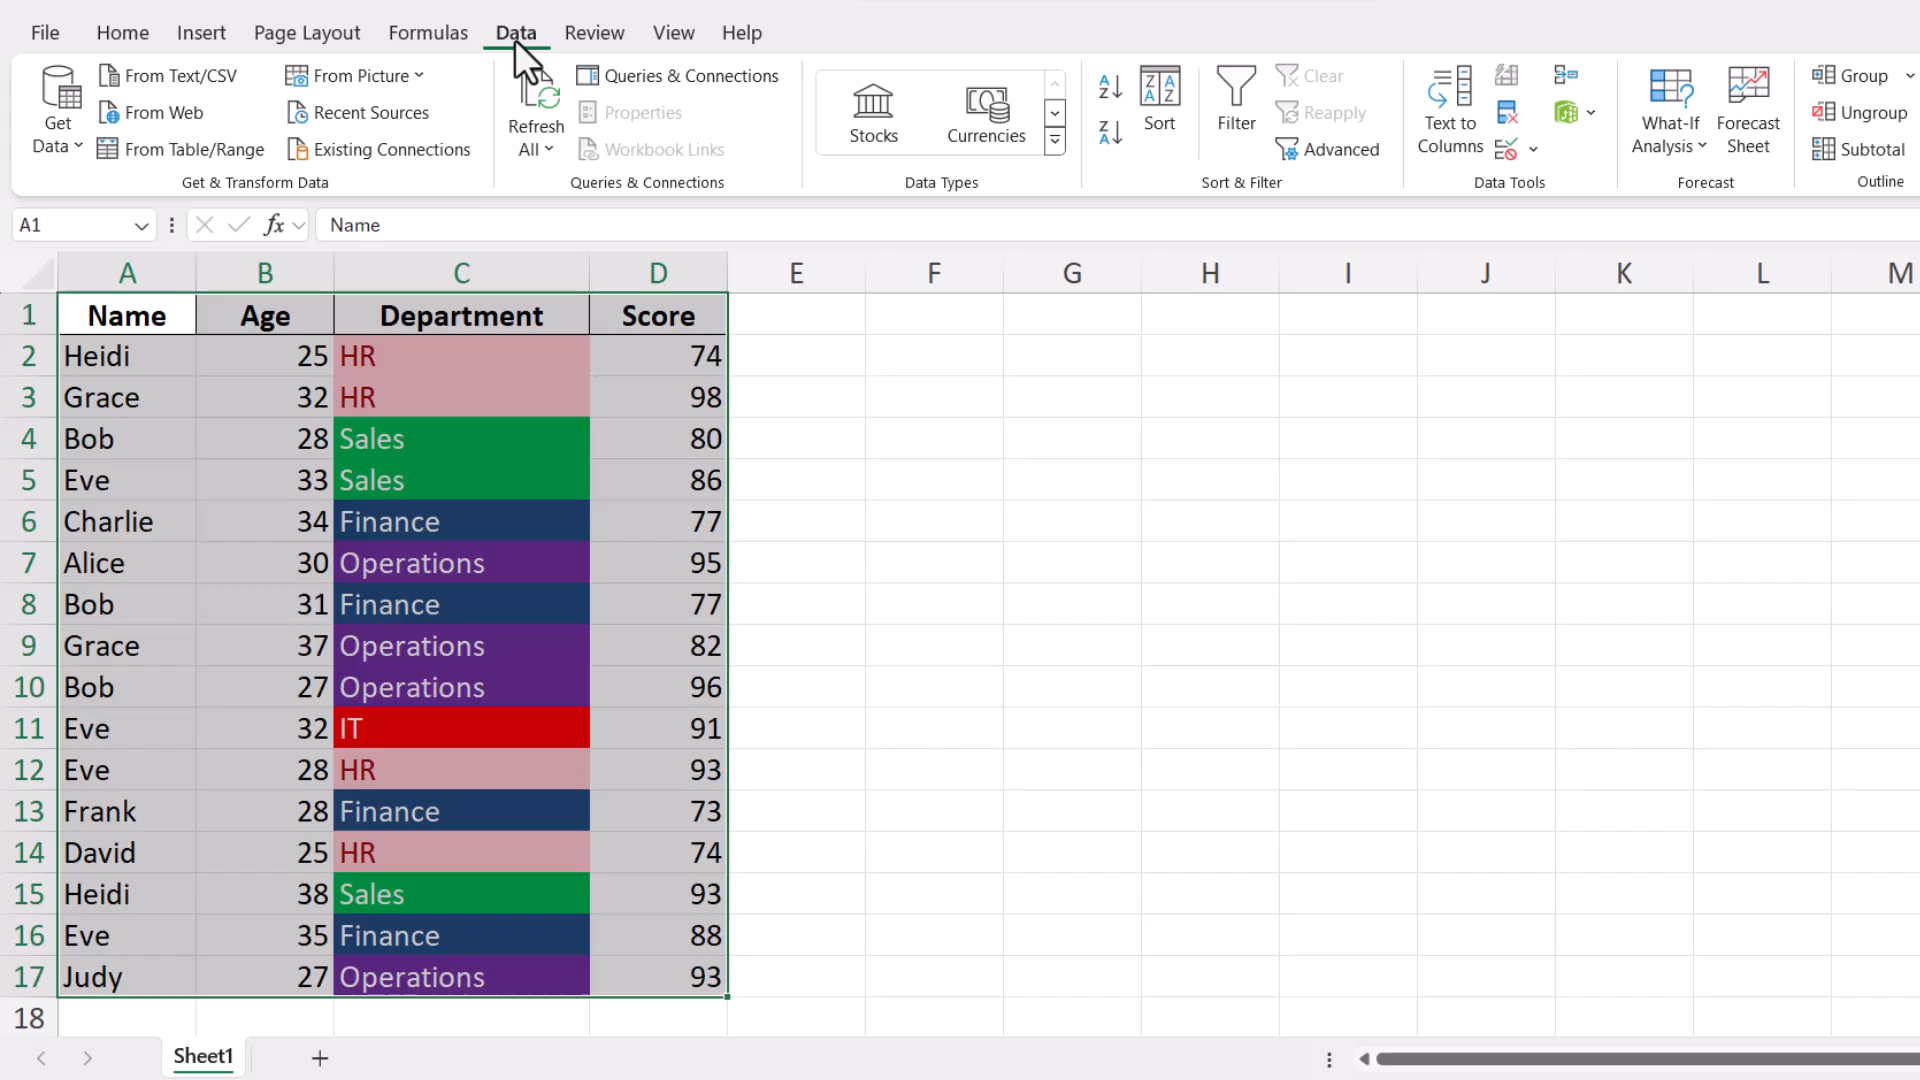 File Home Insert Page Layout Formulas Data Review View Help
Get Data
From Text/CSV
From Web
From Table/Range
From Picture
Recent Sources
Existing Connections
Get & Transform Data
Refresh All
Queries & Connections
Properties
Workbook Links
Queries & Connections
Stocks
Currencies
Data Types
A Z
Z A
Z A A Z
Sort
Filter
Clear
Reapply
Advanced
Sort & Filter
Text to Columns
Data Tools
What-If Analysis
Forecast Sheet
Forecast
Group
Ungroup
Subtotal
Outline
A1 fx Name
A B C D E F G H I J K L M
1 Name Age Department Score
2 Heidi 25 HR 74
3 Grace 32 HR 98
4 Bob 28 Sales 80
5 Eve 33 Sales 86
6 Charlie 34 Finance 77
7 Alice 30 Operations 95
8 Bob 31 Finance 77
9 Grace 37 Operations 82
10 Bob 27 Operations 96
11 Eve 32 IT 91
12 Eve 28 HR 93
13 Frank 28 Finance 73
14 David 25 HR 74
15 Heidi 38 Sales 93
16 Eve 35 Finance 88
17 Judy 27 Operations 93
18
Sheet1